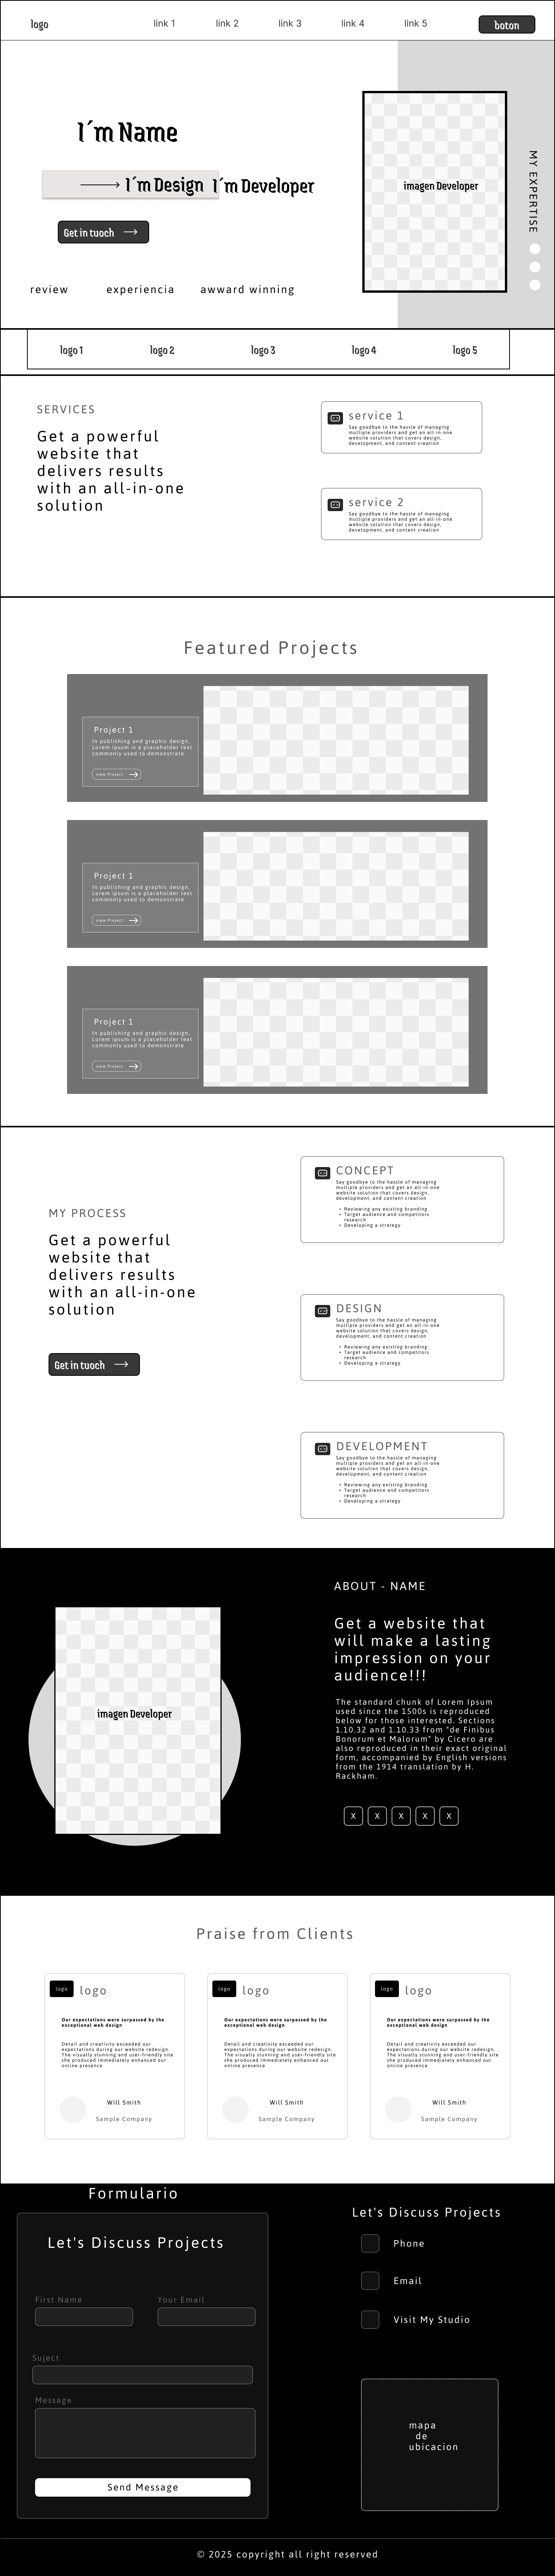 logo
link 1
link 2
link 3
link 4
link 5
boton
I´m Name
I´m Design
I´m Developer
Get in tuoch
review
experiencia
awward winning
imagen Developer
MY EXPERTISE
logo 1
logo 2
logo 3
logo 4
logo 5
SERVICES
Get a powerful
website that
delivers results
with an all-in-one
solution
service 1
Say goodbye to the hassle of managing
multiple providers and get an all-in-one
website solution that covers design,
development, and content creation
service 2
Say goodbye to the hassle of managing
multiple providers and get an all-in-one
website solution that covers design,
development, and content creation
Featured Projects
Project 1
In publishing and graphic design,
Lorem ipsum is a placeholder text
commonly used to demonstrate
view Project
Project 1
In publishing and graphic design,
Lorem ipsum is a placeholder text
commonly used to demonstrate
view Project
Project 1
In publishing and graphic design,
Lorem ipsum is a placeholder text
commonly used to demonstrate
view Project
MY PROCESS
Get a powerful
website that
delivers results
with an all-in-one
solution
Get in tuoch
CONCEPT
Say goodbye to the hassle of managing
multiple providers and get an all-in-one
website solution that covers design,
development, and content creation
• Reviewing any existing branding
• Target audience and competitors
research
• Developing a strategy
DESIGN
Say goodbye to the hassle of managing
multiple providers and get an all-in-one
website solution that covers design,
development, and content creation
• Reviewing any existing branding
• Target audience and competitors
research
• Developing a strategy
DEVELOPMENT
Say goodbye to the hassle of managing
multiple providers and get an all-in-one
website solution that covers design,
development, and content creation
• Reviewing any existing branding
• Target audience and competitors
research
• Developing a strategy
imagen Developer
ABOUT - NAME
Get a website that
will make a lasting
impression on your
audience!!!
The standard chunk of Lorem Ipsum
used since the 1500s is reproduced
below for those interested. Sections
1.10.32 and 1.10.33 from "de Finibus
Bonorum et Malorum" by Cicero are
also reproduced in their exact original
form, accompanied by English versions
from the 1914 translation by H.
Rackham.
X X X X X
Praise from Clients
logo
logo
Our expectations were surpassed by the
exceptional web design
Detail and creativity exceeded our
expectations during our website redesign.
The visually stunning and user-friendly site
she produced immediately enhanced our
online presence
Will Smith
Sample Company
logo
logo
Our expectations were surpassed by the
exceptional web design
Detail and creativity exceeded our
expectations during our website redesign.
The visually stunning and user-friendly site
she produced immediately enhanced our
online presence
Will Smith
Sample Company
logo
logo
Our expectations were surpassed by the
exceptional web design
Detail and creativity exceeded our
expectations during our website redesign.
The visually stunning and user-friendly site
she produced immediately enhanced our
online presence
Will Smith
Sample Company
Formulario
Let's Discuss Projects
First Name
Your Email
Suject
Message
Send Message
Let's Discuss Projects
Phone
Email
Visit My Studio
mapa
de
ubicacion
© 2025 copyright all right reserved